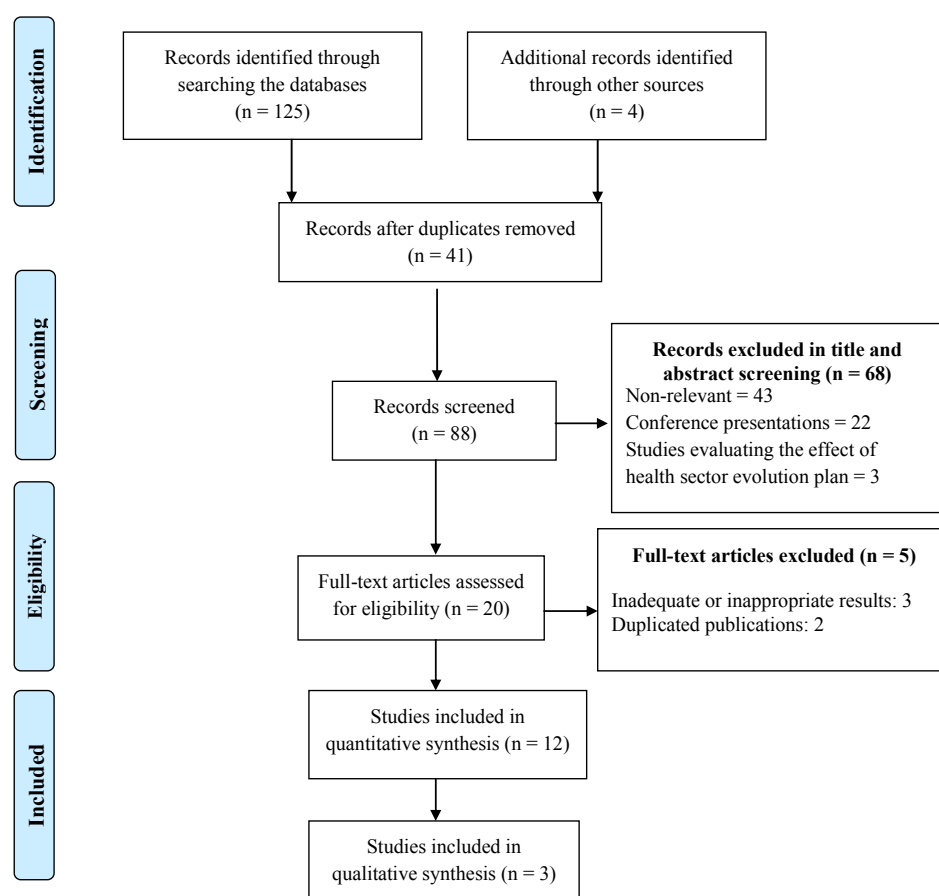 Identification
Records identified through
searching the databases
(n = 125)
Additional records identified
through other sources
(n = 4)
Records after duplicates removed
(n = 41)
Screening
Records screened
(n = 88)
Records excluded in title and
abstract screening (n = 68)
Non-relevant = 43
Conference presentations = 22
Studies evaluating the effect of
health sector evolution plan = 3
Eligibility
Full-text articles assessed
for eligibility (n = 20)
Full-text articles excluded (n = 5)
Inadequate or inappropriate results: 3
Duplicated publications: 2
Included
Studies included in
quantitative synthesis (n = 12)
Studies included in
qualitative synthesis (n = 3)